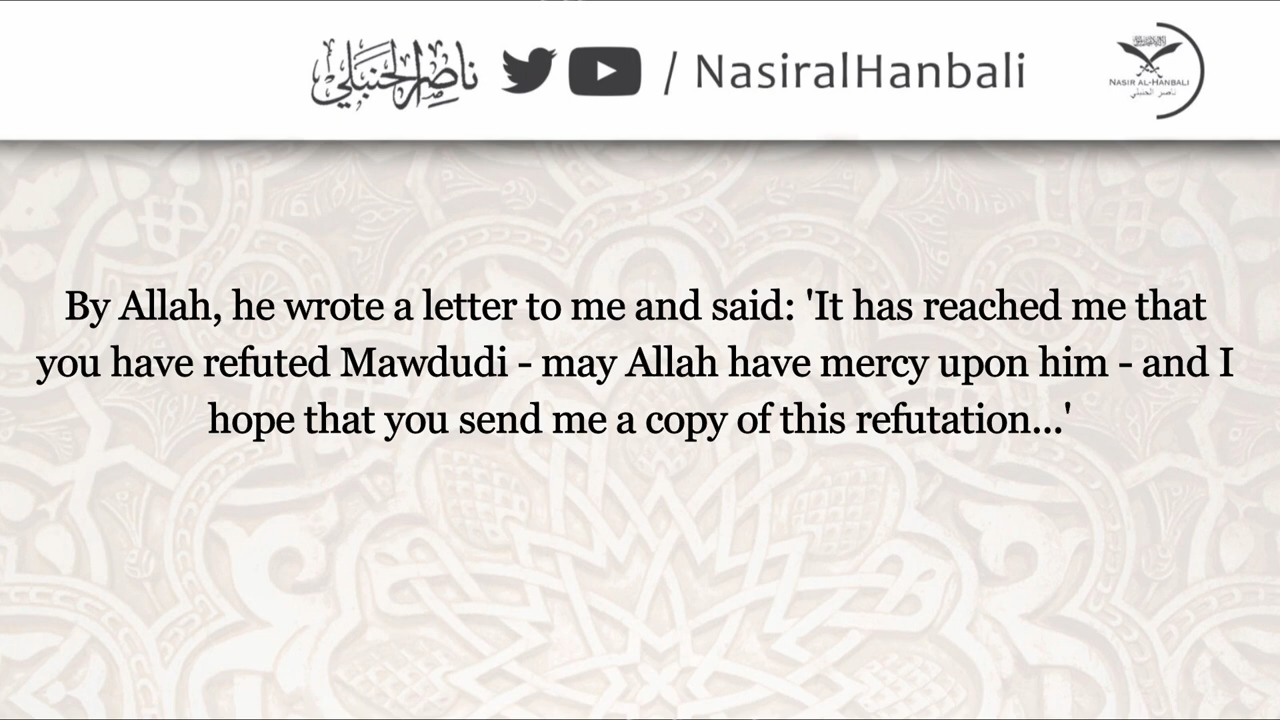 ناصر الحنبلي / NasiralHanbali
NASIR AL-HANBALI
ناصر الحنبلي
By Allah, he wrote a letter to me and said: 'It has reached me that
you have refuted Mawdudi - may Allah have mercy upon him - and I
hope that you send me a copy of this refutation...'